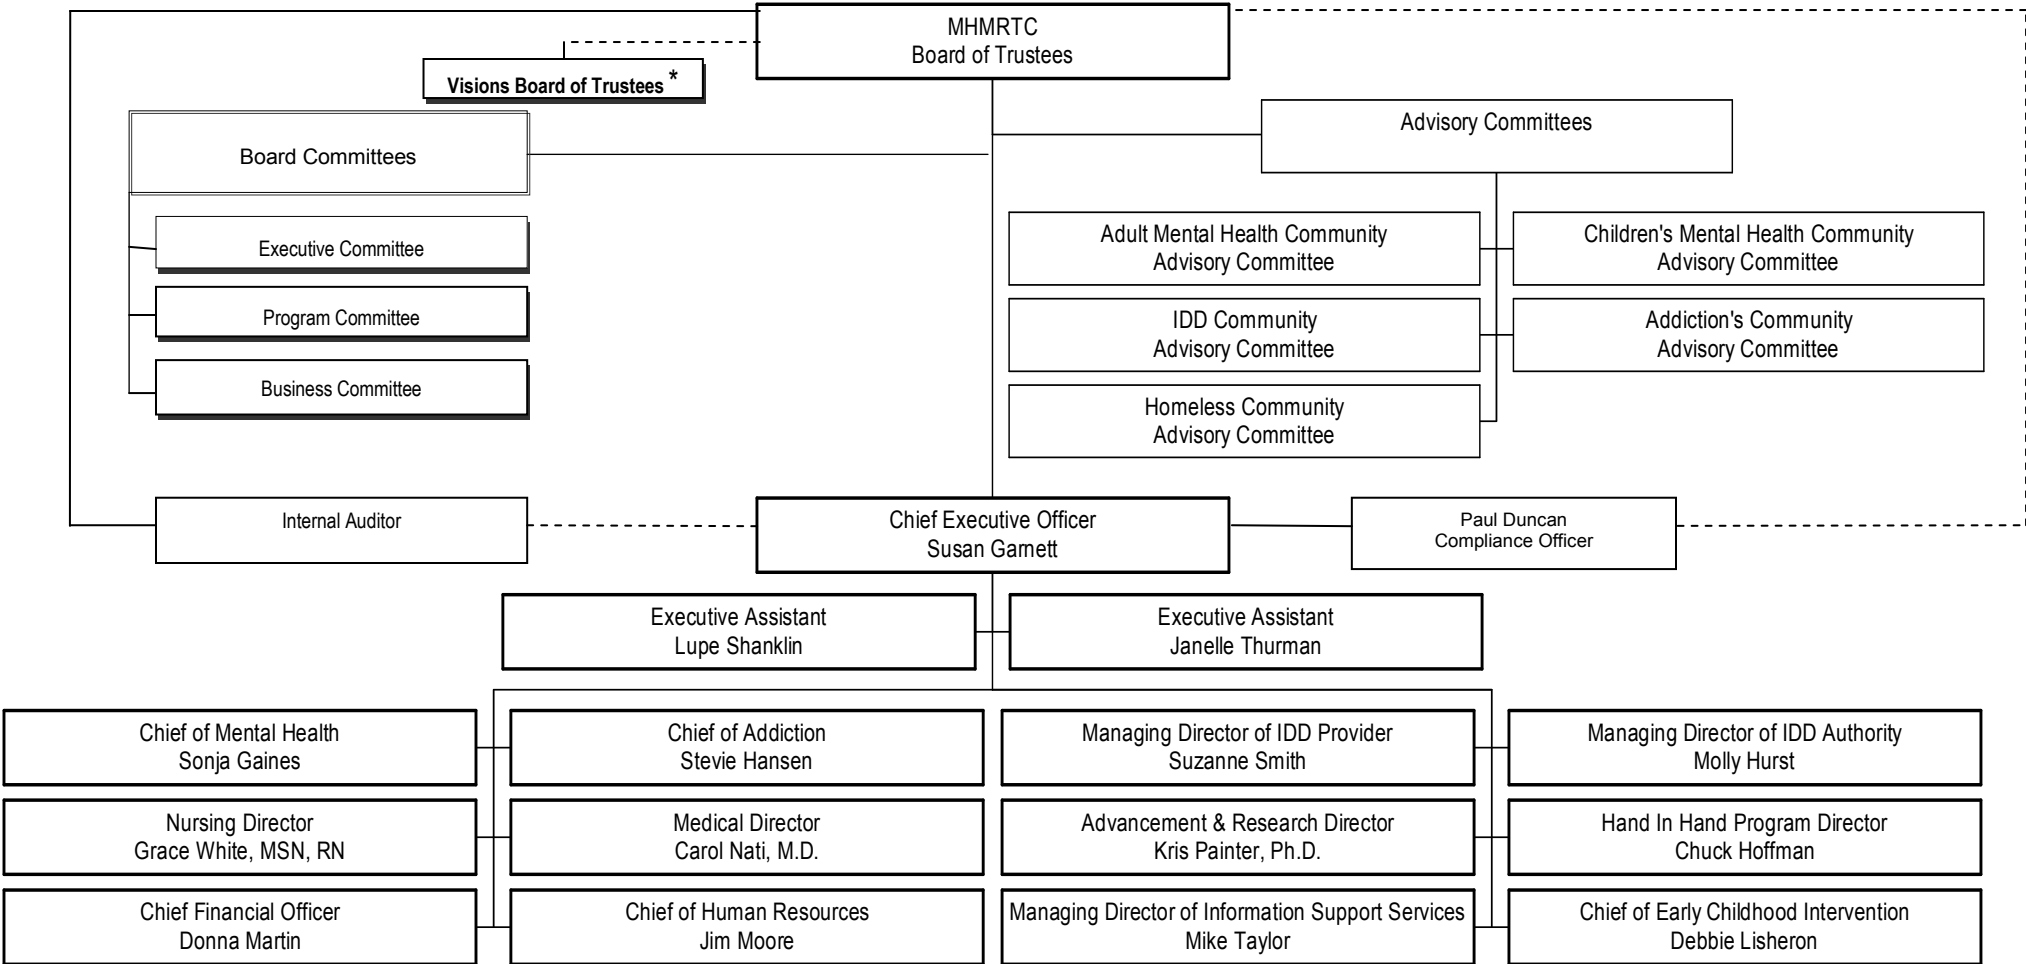 MHMRTC
Board of Trustees
Visions Board of Trustees *
Board Committees
Executive Committee
Program Committee
Business Committee
Advisory Committees
Adult Mental Health Community
Advisory Committee
Children's Mental Health Community
Advisory Committee
IDD Community
Advisory Committee
Addiction's Community
Advisory Committee
Homeless Community
Advisory Committee
Internal Auditor
Chief Executive Officer
Susan Garnett
Paul Duncan
Compliance Officer
Executive Assistant
Lupe Shanklin
Executive Assistant
Janelle Thurman
Chief of Mental Health
Sonja Gaines
Chief of Addiction
Stevie Hansen
Managing Director of IDD Provider
Suzanne Smith
Managing Director of IDD Authority
Molly Hurst
Nursing Director
Grace White, MSN, RN
Medical Director
Carol Nati, M.D.
Advancement & Research Director
Kris Painter, Ph.D.
Hand In Hand Program Director
Chuck Hoffman
Chief Financial Officer
Donna Martin
Chief of Human Resources
Jim Moore
Managing Director of Information Support Services
Mike Taylor
Chief of Early Childhood Intervention
Debbie Lisheron